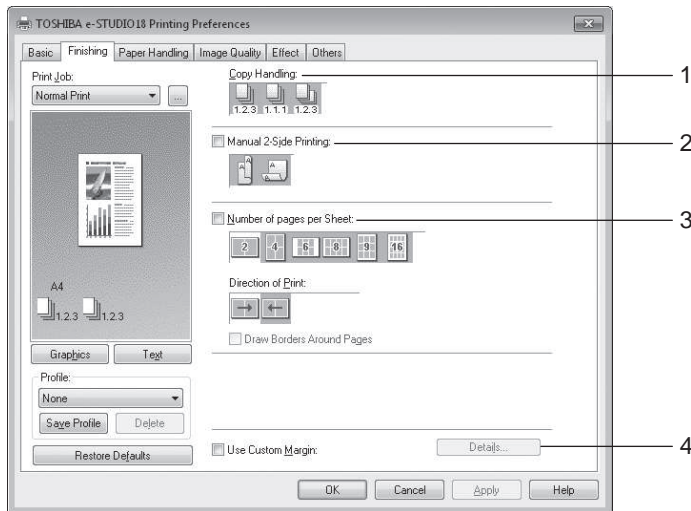 TOSHIBA e-STUDIO18 Printing Preferences
Basic Finishing Paper Handling Image Quality Effect Others
Print Job:
Normal Print
...
A4
1.2.3 1.2.3
Graphics Text
Profile:
None
Save Profile Delete
Restore Defaults
Copy Handling:
1.2.3 1.1.1 1.2.3
Manual 2-Side Printing:
A A A
Number of pages per Sheet:
2 4 6 8 9 16
Direction of Print:
Draw Borders Around Pages
Use Custom Margin:
Details...
OK Cancel Apply Help
1
2
3
4